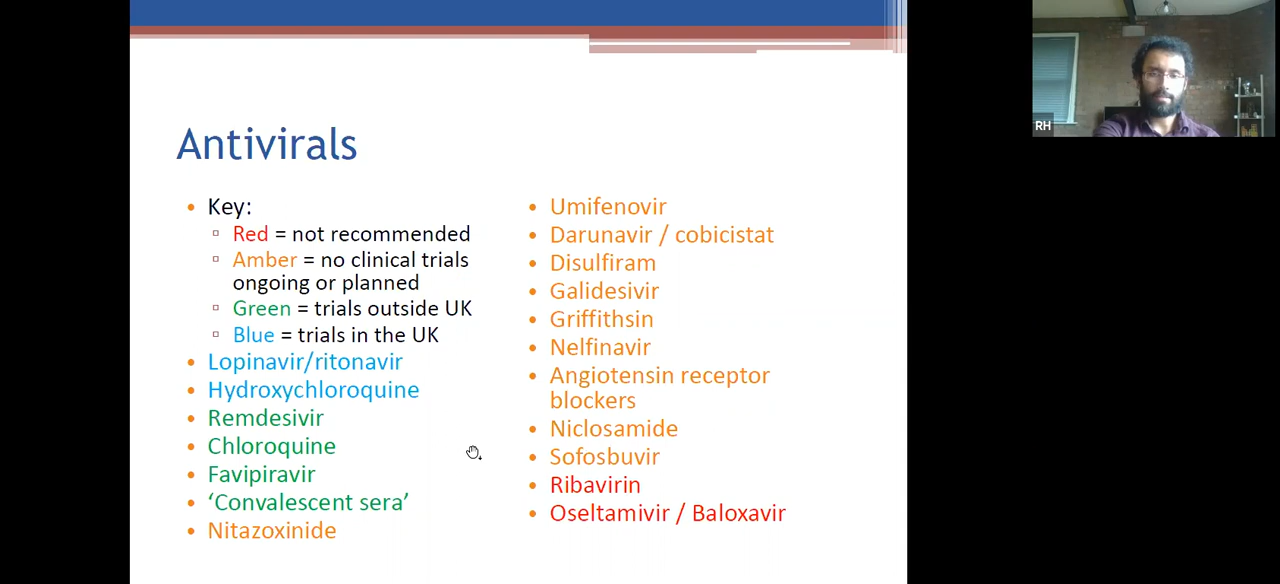 Antivirals
Key:
Red = not recommended
Amber = no clinical trials
ongoing or planned
Green = trials outside UK
Blue = trials in the UK
Lopinavir/ritonavir
Hydroxychloroquine
Remdesivir
Chloroquine
Favipiravir
‘Convalescent sera’
Nitazoxinide
Umifenovir
Darunavir / cobicistat
Disulfiram
Galidesivir
Griffithsin
Nelfinavir
Angiotensin receptor
blockers
Niclosamide
Sofosbuvir
Ribavirin
Oseltamivir / Baloxavir
RH